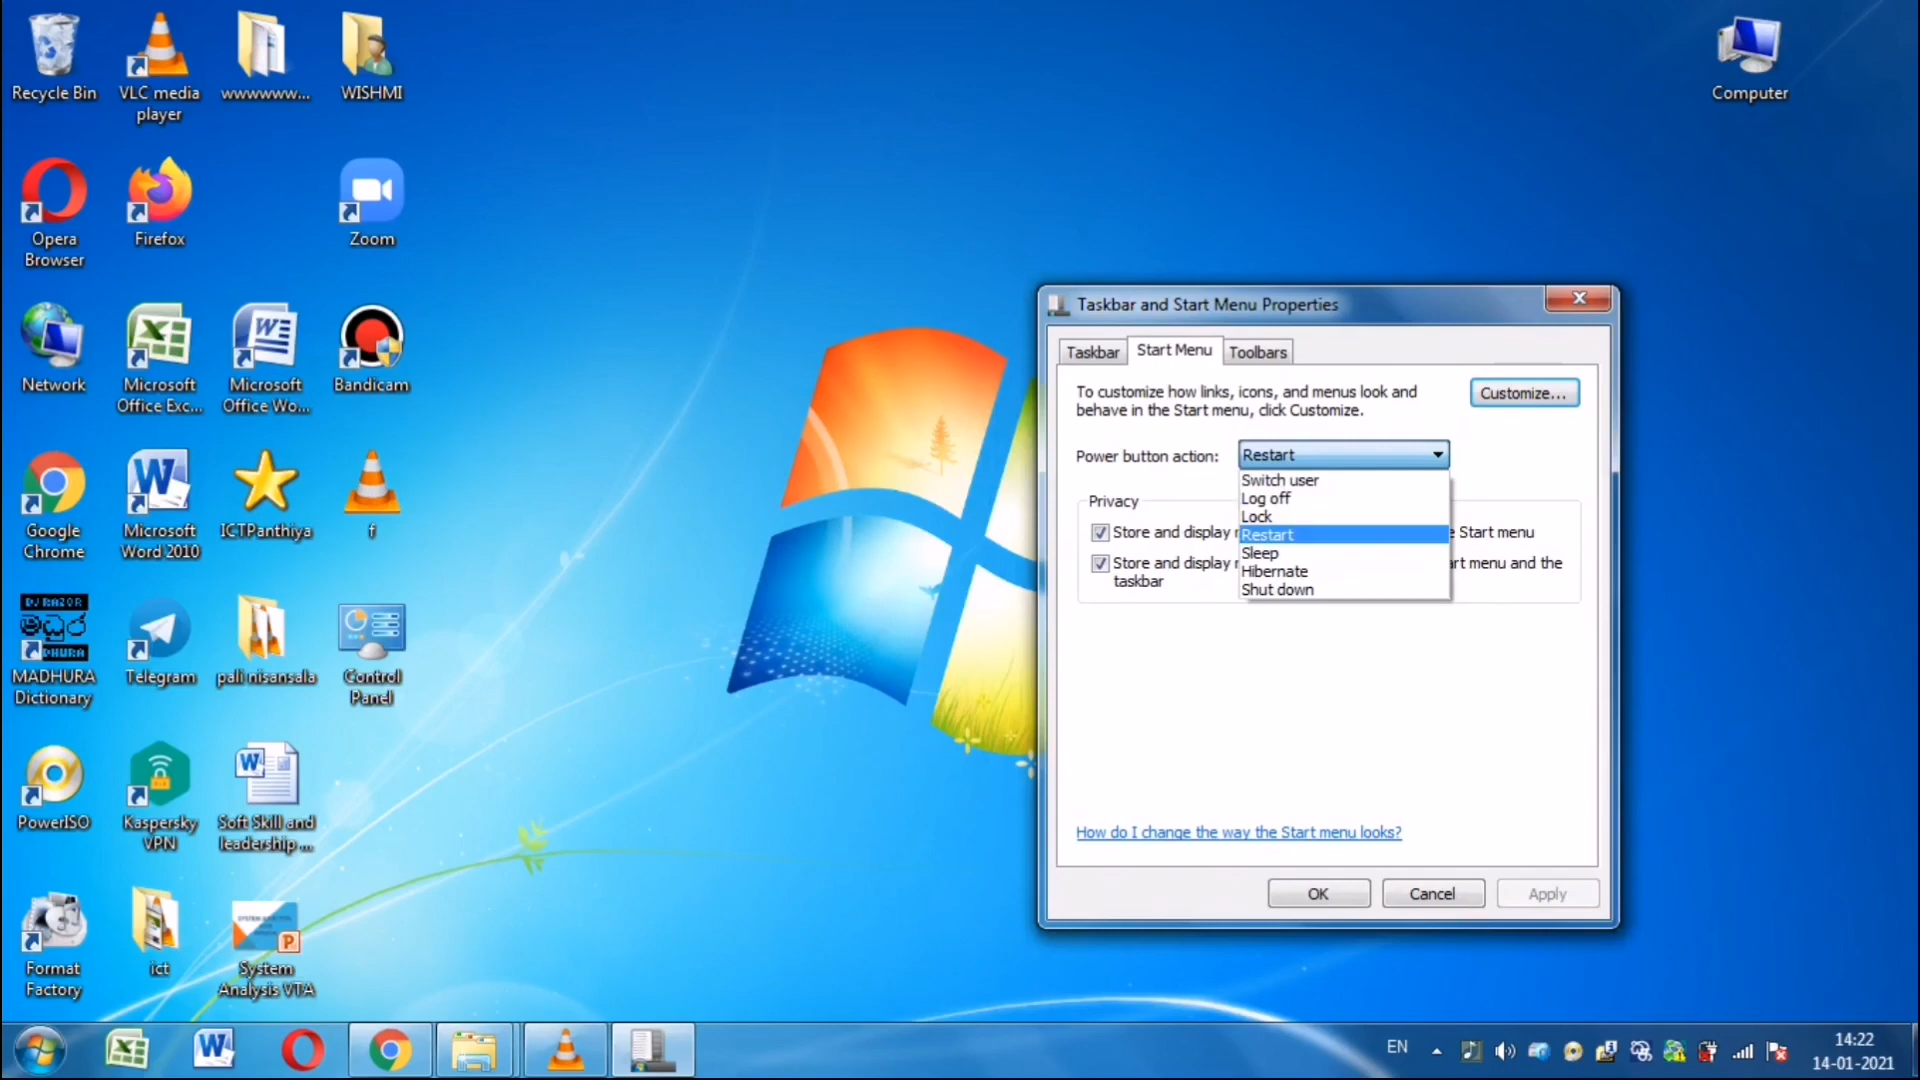 Recycle Bin
VLC media
player
wwwwwww...
WISHMI
Computer
Opera
Browser
Firefox
Zoom
Network
Microsoft
Office Exc...
Microsoft
Office Wo...
Bandicam
Google
Chrome
Microsoft
Word 2010
ICTPanthiya
f
DJ RAZOR
මධුර
DHURA
MADHURA
Dictionary
Telegram
pali nisansala
Control
Panel
PowerISO
Kaspersky
VPN
Soft Skill and
leadership ...
Format
Factory
ict
System
Analysis VTA
Taskbar and Start Menu Properties
Taskbar
Start Menu
Toolbars
To customize how links, icons, and menus look and
behave in the Start menu, click Customize.
Customize...
Power button action:
Restart
Switch user
Log off
Lock
Restart
Sleep
Hibernate
Shut down
Privacy
Store and display
Start menu
Store and display
menu and the
taskbar
How do I change the way the Start menu looks?
OK
Cancel
Apply
EN
14:22
14-01-2021